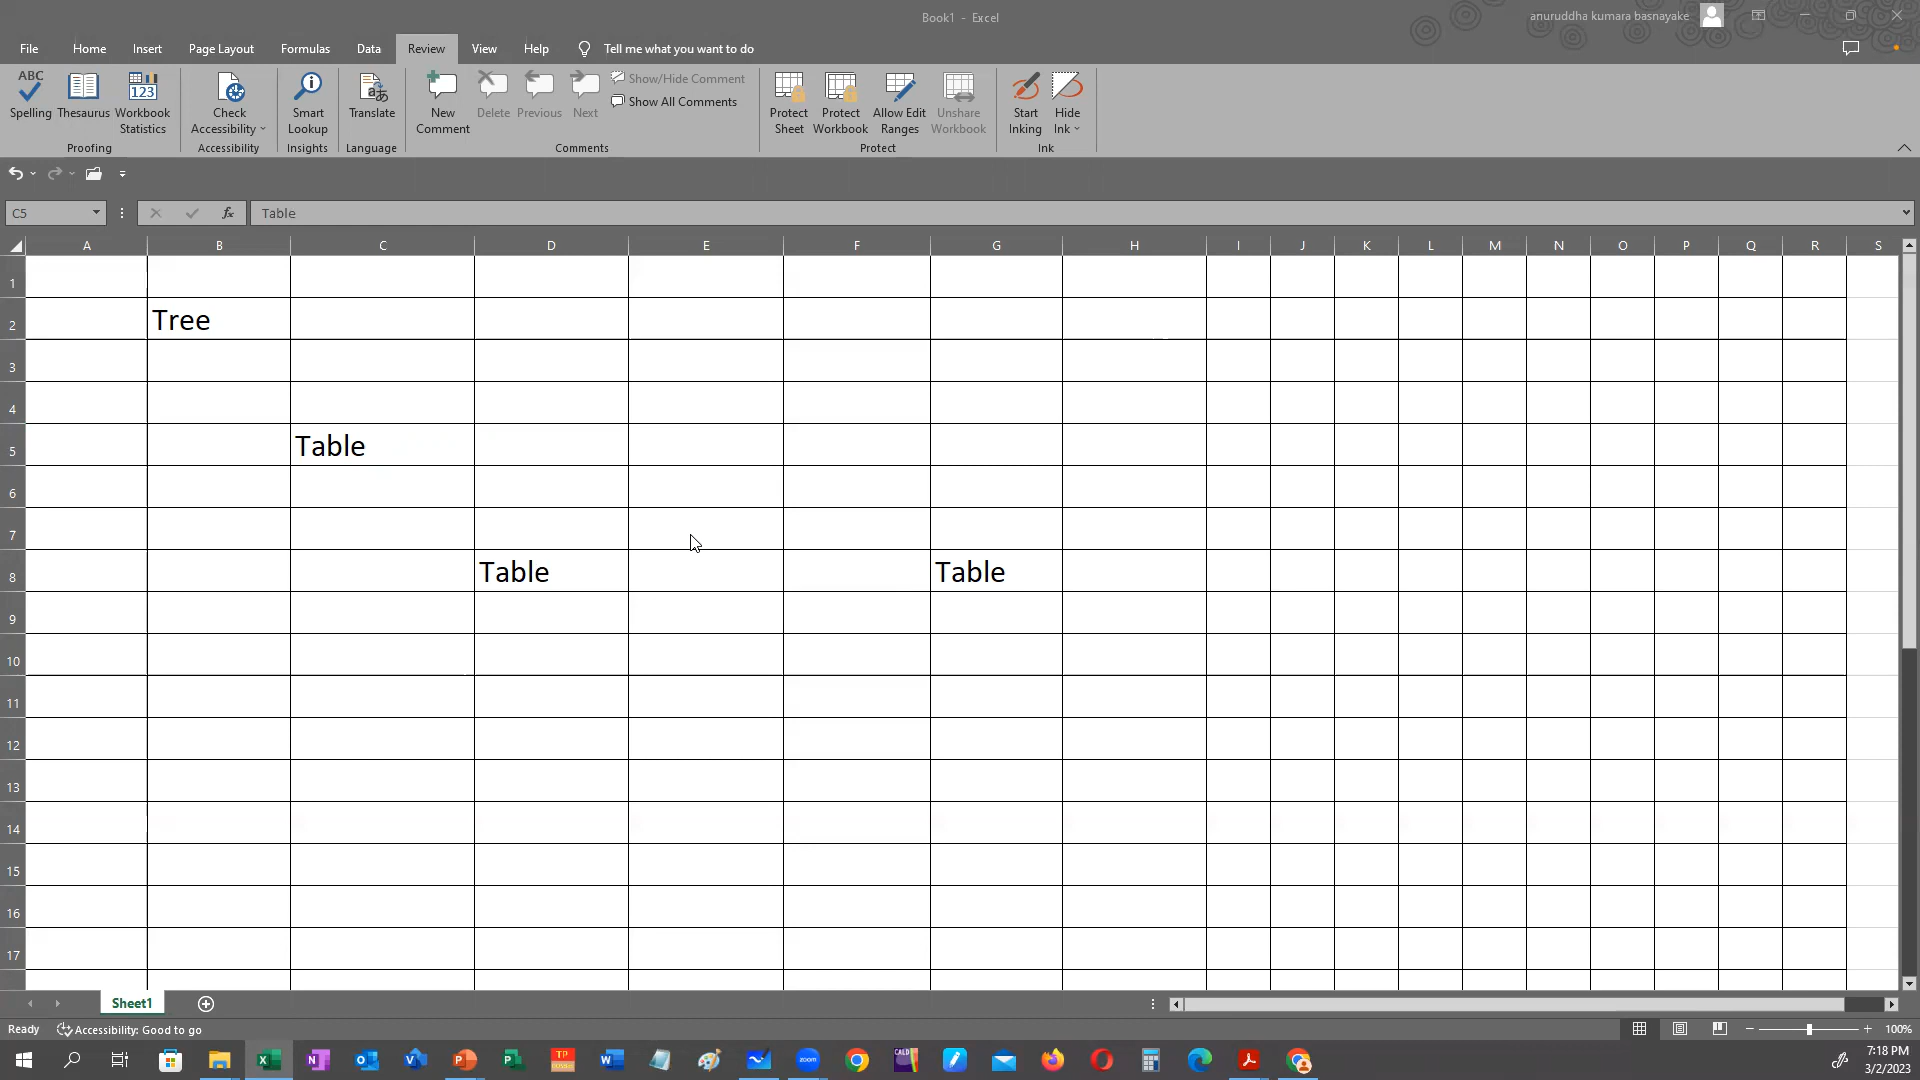 Book1 - Excel
anuruddha kumara basnayake
File Home Insert Page Layout Formulas Data Review View Help Tell me what you want to do
ABC
Spelling
Thesaurus
123
Workbook
Statistics
Proofing
Check
Accessibility
Accessibility
Smart
Lookup
Insights
Translate
Language
New
Comment
Delete
Previous
Next
Show/Hide Comment
Show All Comments
Comments
Protect
Sheet
Protect
Workbook
Allow Edit
Ranges
Unshare
Workbook
Protect
Start
Inking
Hide
Ink
Ink
C5
fx
Table
A B C D E F G H I J K L M N O P Q R S
1
2 Tree
3
4
5 Table
6
7
8 Table Table
9
10
11
12
13
14
15
16
17
Sheet1
Ready Accessibility: Good to go
100%
zoom
CALD
TP
7:18 PM
3/2/2023